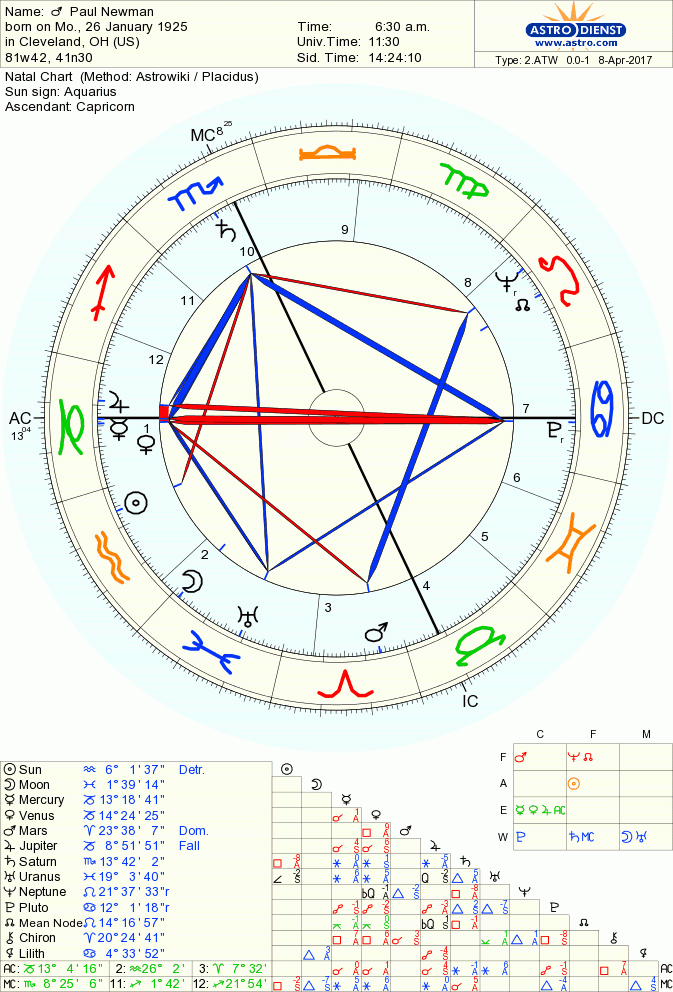 Name: ♂ Paul Newman
born on Mo., 26 January 1925
in Cleveland, OH (US)
81w42, 41n30
Time: 6:30 a.m.
Univ.Time: 11:30
Sid. Time: 14:24:10
ASTRO DIENST
www.astro.com
Type: 2.ATW 0.0-1 8-Apr-2017
Natal Chart (Method: Astrowiki / Placidus)
Sun sign: Aquarius
Ascendant: Capricorn
MC 8 25
9
10
8
11
12
AC 13 04
1
7
DC
r
r
6
2
5
3
4
IC
C F M
F ♂ ♆ ☊
A ☉
E ☿ ♀ ♃ AC
W ♇ ♄ MC ☽ ♅
☉ Sun ♒ 6° 1'37" Detr.
☽ Moon ♓ 1°39'14"
☿ Mercury ♑ 13°18'41"
♀ Venus ♑ 14°24'25"
♂ Mars ♈ 23°38' 7" Dom.
♃ Jupiter ♑ 8°51'51" Fall
♄ Saturn ♏ 13°42' 2"
♅ Uranus ♓ 19° 3'40"
♆ Neptune ♌ 21°37'33"r
♇ Pluto ♋ 12° 1'18"r
☊ Mean Node ♌ 14°16'57"
⚷ Chiron ♈ 20°24'41"
⚸ Lilith ♋ 4°33'52"
AC: ♑ 13° 4'16" 2: ♒ 26° 2' 3: ♈ 7°32'
MC: ♏ 8°25' 6" 11: ♐ 1°42' 12: ♐ 21°54'
AC
MC